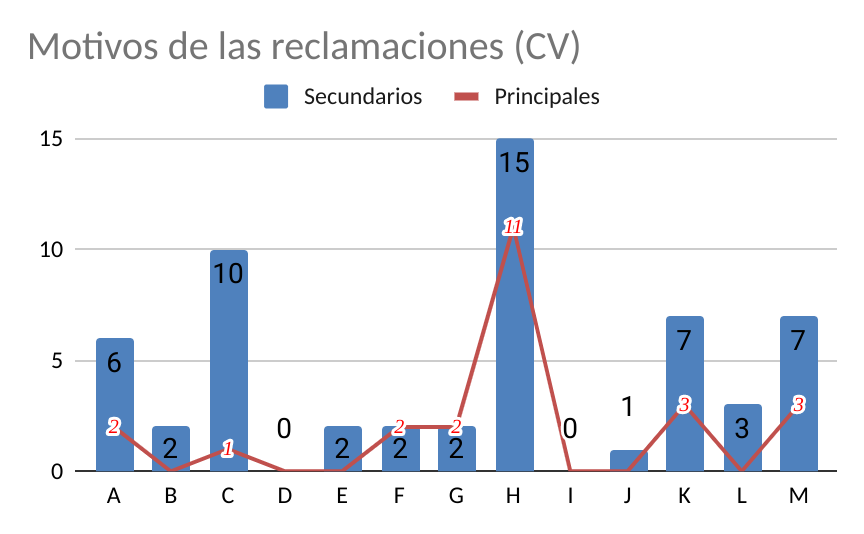 Motivos de las reclamaciones (CV)
Secundarios Principales
15
15
11
10
10
7 7
6
5
3 3
1
2 2 2 0 0 3
1 2 2 2 2
0
A B C D E F G H I J K L M